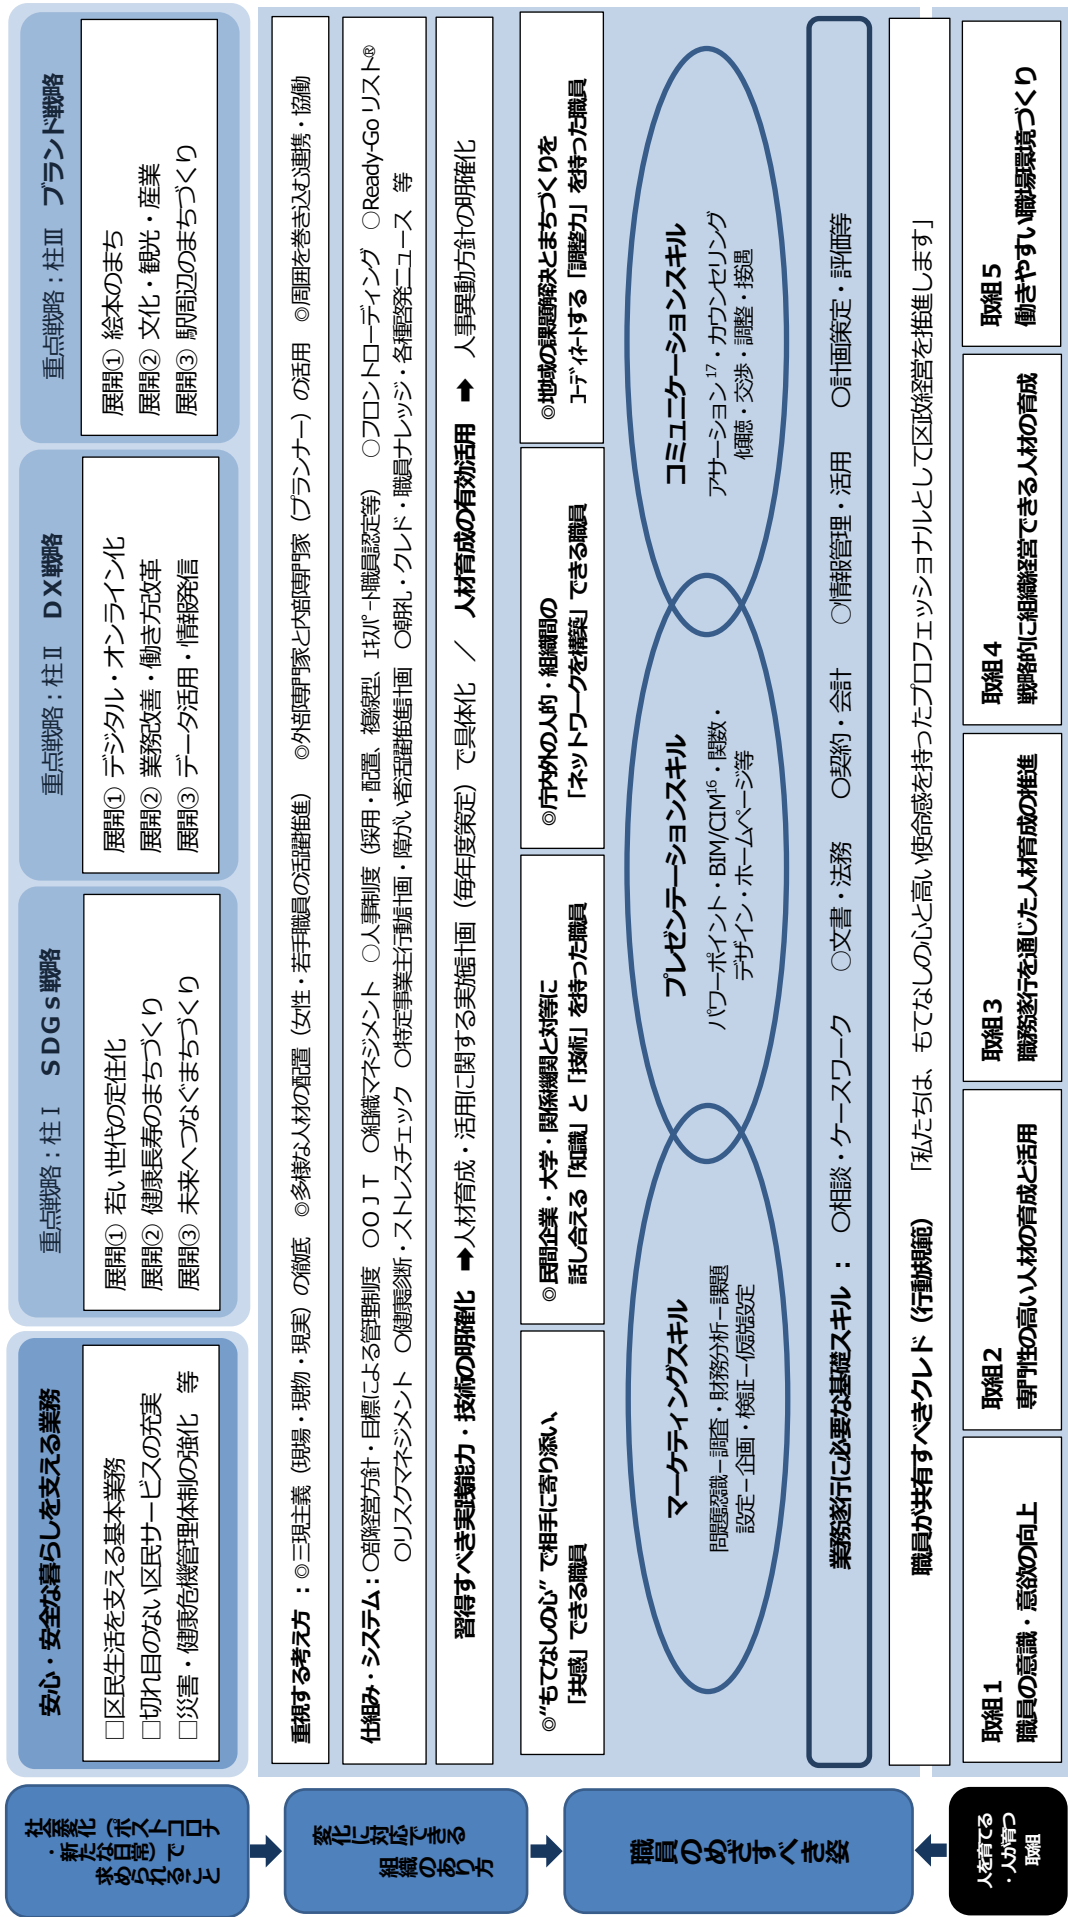 社会変化（ポストコロナ
・新たな日常）で
求められること
安心・安全な暮らしを支える業務
□区民生活を支える基本業務
□切れ目のない区民サービスの充実
□災害・健康危機管理体制の強化　等
重点戦略：柱Ⅰ　ＳＤＧｓ戦略
展開① 若い世代の定住化
展開② 健康長寿のまちづくり
展開③ 未来へつなぐまちづくり
重点戦略：柱Ⅱ　ＤＸ戦略
展開① デジタル・オンライン化
展開② 業務改善・働き方改革
展開③ データ活用・情報発信
重点戦略：柱Ⅲ　ブランド戦略
展開① 絵本のまち
展開② 文化・観光・産業
展開③ 駅周辺のまちづくり
変化に対応できる
組織のあり方
重視する考え方：◎三現主義（現場・現物・現実）の徹底　◎多様な人材の配置（女性・若手職員の活躍推進）　◎外部専門家と内部専門家（プランナー）の活用　◎周囲を巻き込む連携・協働
仕組み・システム：○部経営方針・目標による管理制度　○ＯＪＴ　○組織マネジメント　○人事制度（採用・配置、複線型、ｴｷｽﾊﾟｰﾄ職員認定等）　○フロントローディング　○Ready-Go リスト®
○リスクマネジメント　○健康診断・ストレスチェック　○特定事業主行動計画・障がい者活躍推進計画　○朝礼・クレド・職員ナレッジ・各種啓発ニュース　等
習得すべき実践能力・技術の明確化　➡人材育成・活用に関する実施計画（毎年度策定）で具体化　／　人材育成の有効活用　➡　人事異動方針の明確化
職員のめざすべき姿
◎“もてなしの心”で相手に寄り添い、
「共感」できる職員
◎民間企業・大学・関係機関と対等に
話し合える「知識」と「技術」を持った職員
◎庁内外の人的・組織間の
「ネットワークを構築」できる職員
◎地域の課題解決とまちづくりを
ｺｰﾃﾞｨﾈｰﾄする「調整力」を持った職員
マーケティングスキル
問題認識－調査・財務分析－課題
設定－企画・検証－仮説設定
プレゼンテーションスキル
パワーポイント・BIM/CIM16・関数・
デザイン・ホームページ等
コミュニケーションスキル
アサーション17・カウンセリング
傾聴・交渉・調整・接遇
業務遂行に必要な基礎スキル　：　○相談・ケースワーク　○文書・法務　○契約・会計　○情報管理・活用　○計画策定・評価等
職員が共有すべきクレド（行動規範）　「私たちは、もてなしの心と高い使命感を持ったプロフェッショナルとして区政経営を推進します」
人を育てる
・人が育つ
取組
取組1
職員の意識・意欲の向上
取組2
専門性の高い人材の育成と活用
取組3
職務遂行を通じた人材育成の推進
取組4
戦略的に組織経営できる人材の育成
取組5
働きやすい職場環境づくり